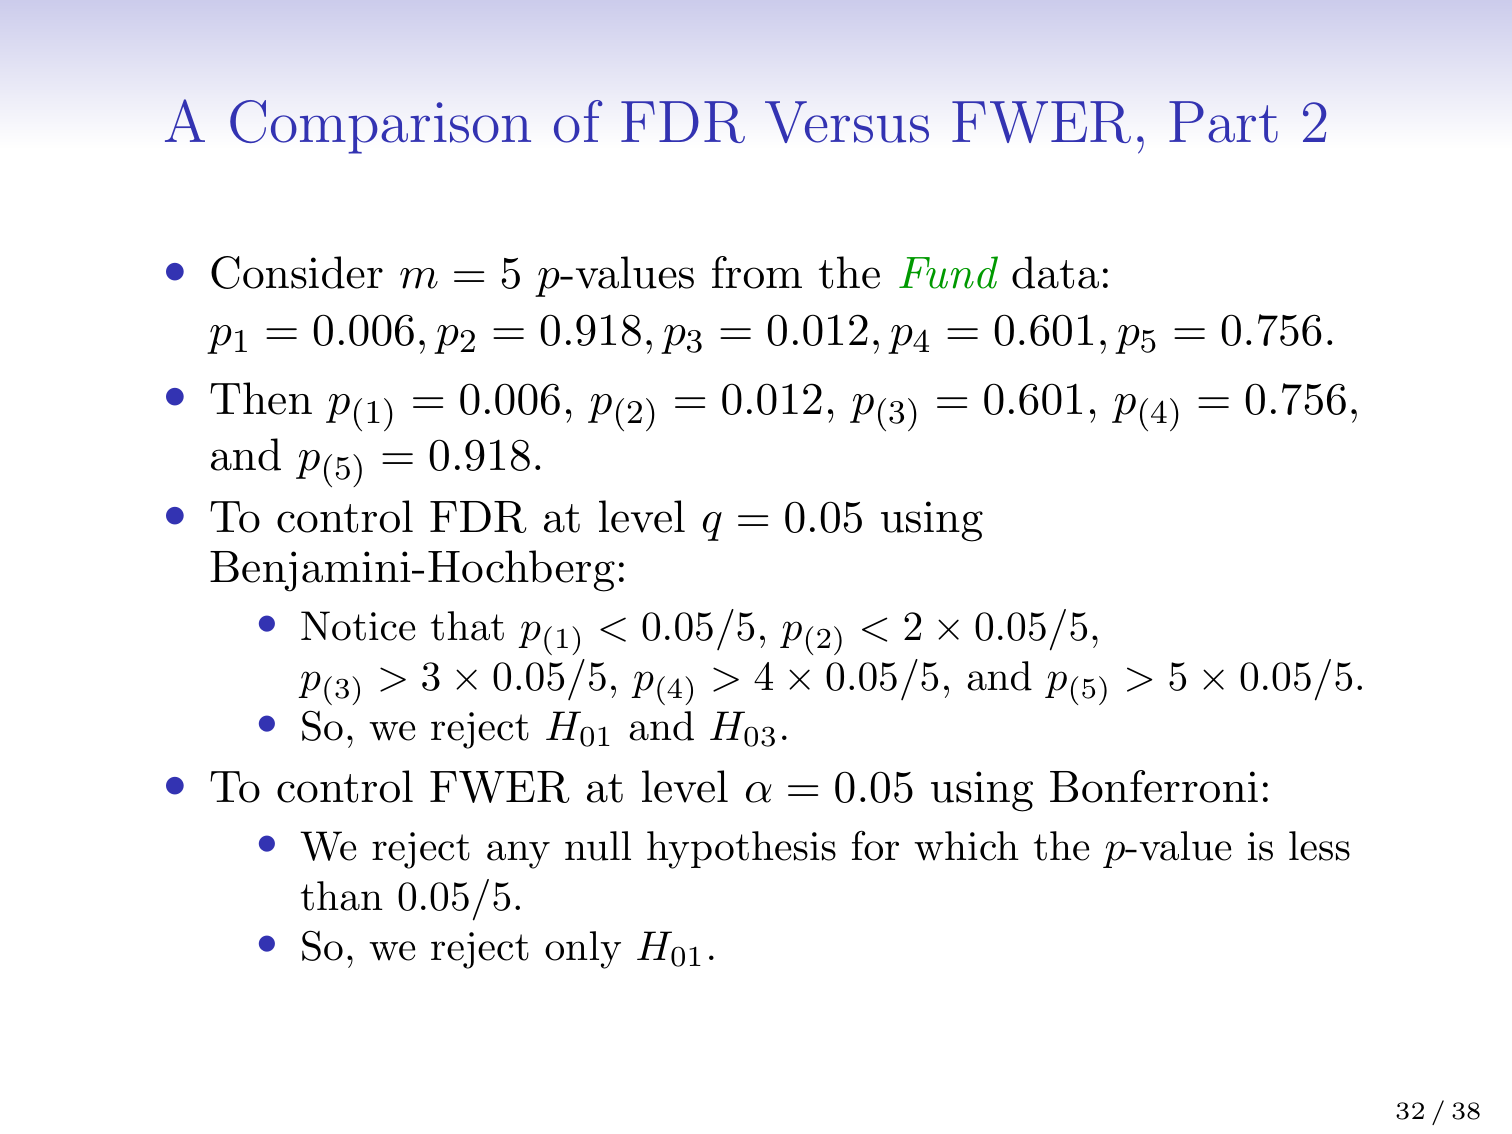 A Comparison of FDR Versus FWER, Part 2
• Consider m = 5 p-values from the Fund data:
p₁ = 0.006, p₂ = 0.918, p₃ = 0.012, p₄ = 0.601, p₅ = 0.756.
• Then p₍₁₎ = 0.006, p₍₂₎ = 0.012, p₍₃₎ = 0.601, p₍₄₎ = 0.756,
and p₍₅₎ = 0.918.
• To control FDR at level q = 0.05 using
Benjamini-Hochberg:
• Notice that p₍₁₎ < 0.05/5, p₍₂₎ < 2 × 0.05/5,
p₍₃₎ > 3 × 0.05/5, p₍₄₎ > 4 × 0.05/5, and p₍₅₎ > 5 × 0.05/5.
• So, we reject H₀₁ and H₀₃.
• To control FWER at level α = 0.05 using Bonferroni:
• We reject any null hypothesis for which the p-value is less
than 0.05/5.
• So, we reject only H₀₁.
32 / 38